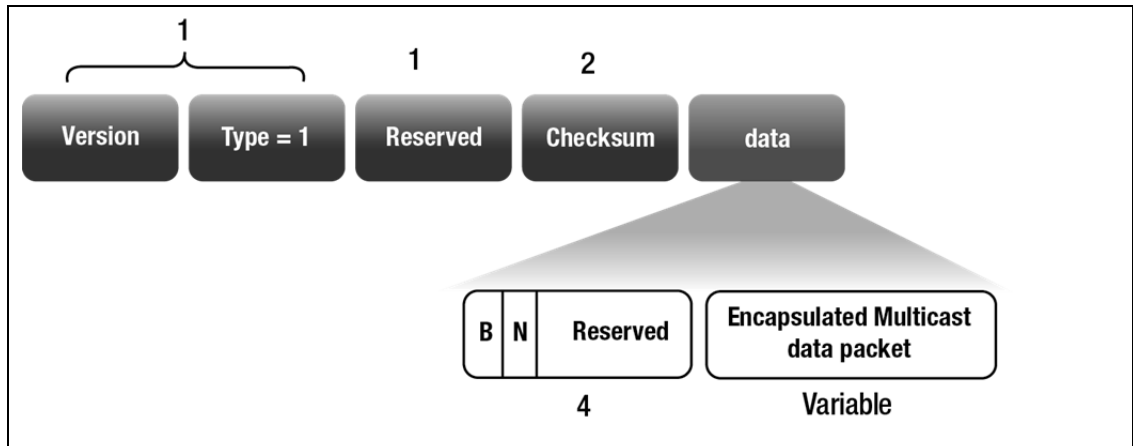 1
1
2
Version
Type = 1
Reserved
Checksum
data
B
N
Reserved
Encapsulated Multicast
data packet
4
Variable